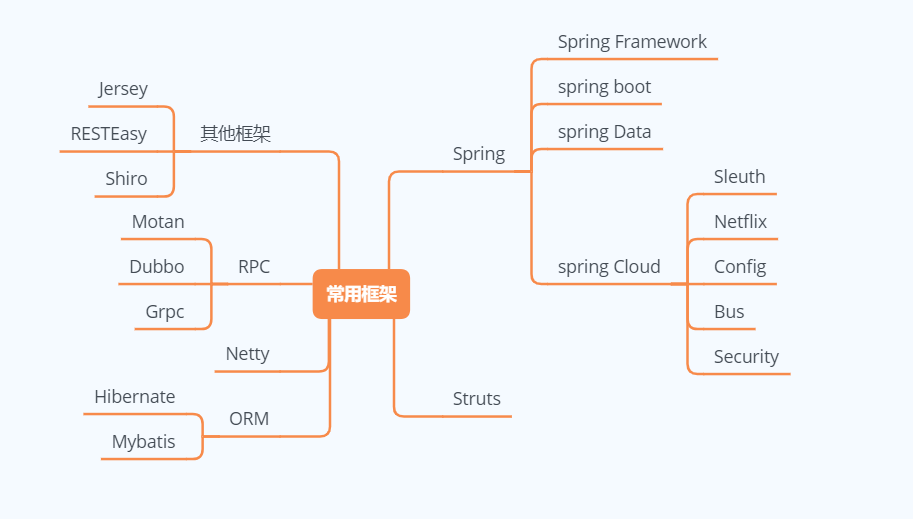 常用框架
Spring
Spring Framework
spring boot
spring Data
spring Cloud
Sleuth
Netflix
Config
Bus
Security
Struts
其他框架
Jersey
RESTEasy
Shiro
RPC
Motan
Dubbo
Grpc
Netty
ORM
Hibernate
Mybatis